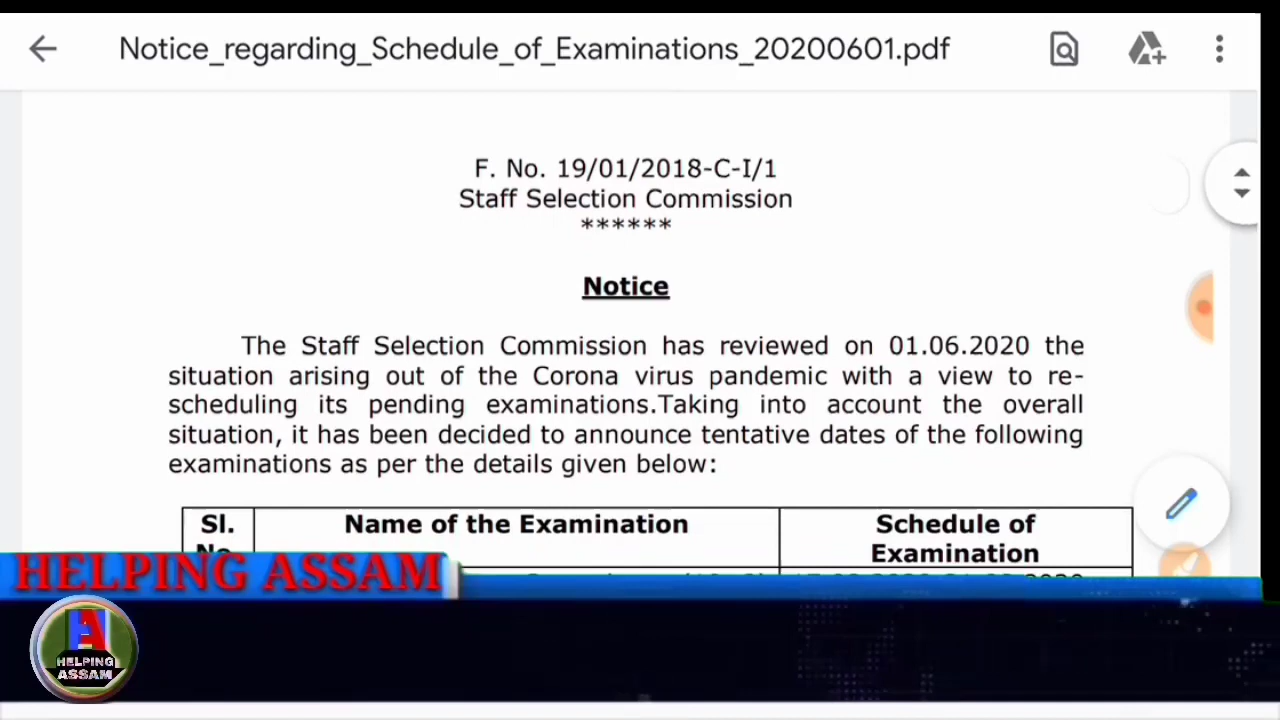 Notice_regarding_Schedule_of_Examinations_20200601.pdf
F. No. 19/01/2018-C-I/1
Staff Selection Commission
******
Notice
The Staff Selection Commission has reviewed on 01.06.2020 the
situation arising out of the Corona virus pandemic with a view to re-
scheduling its pending examinations.Taking into account the overall
situation, it has been decided to announce tentative dates of the following
examinations as per the details given below:
Sl. Name of the Examination Schedule of
No. Examination
HELPING ASSAM
HELPING
ASSAM